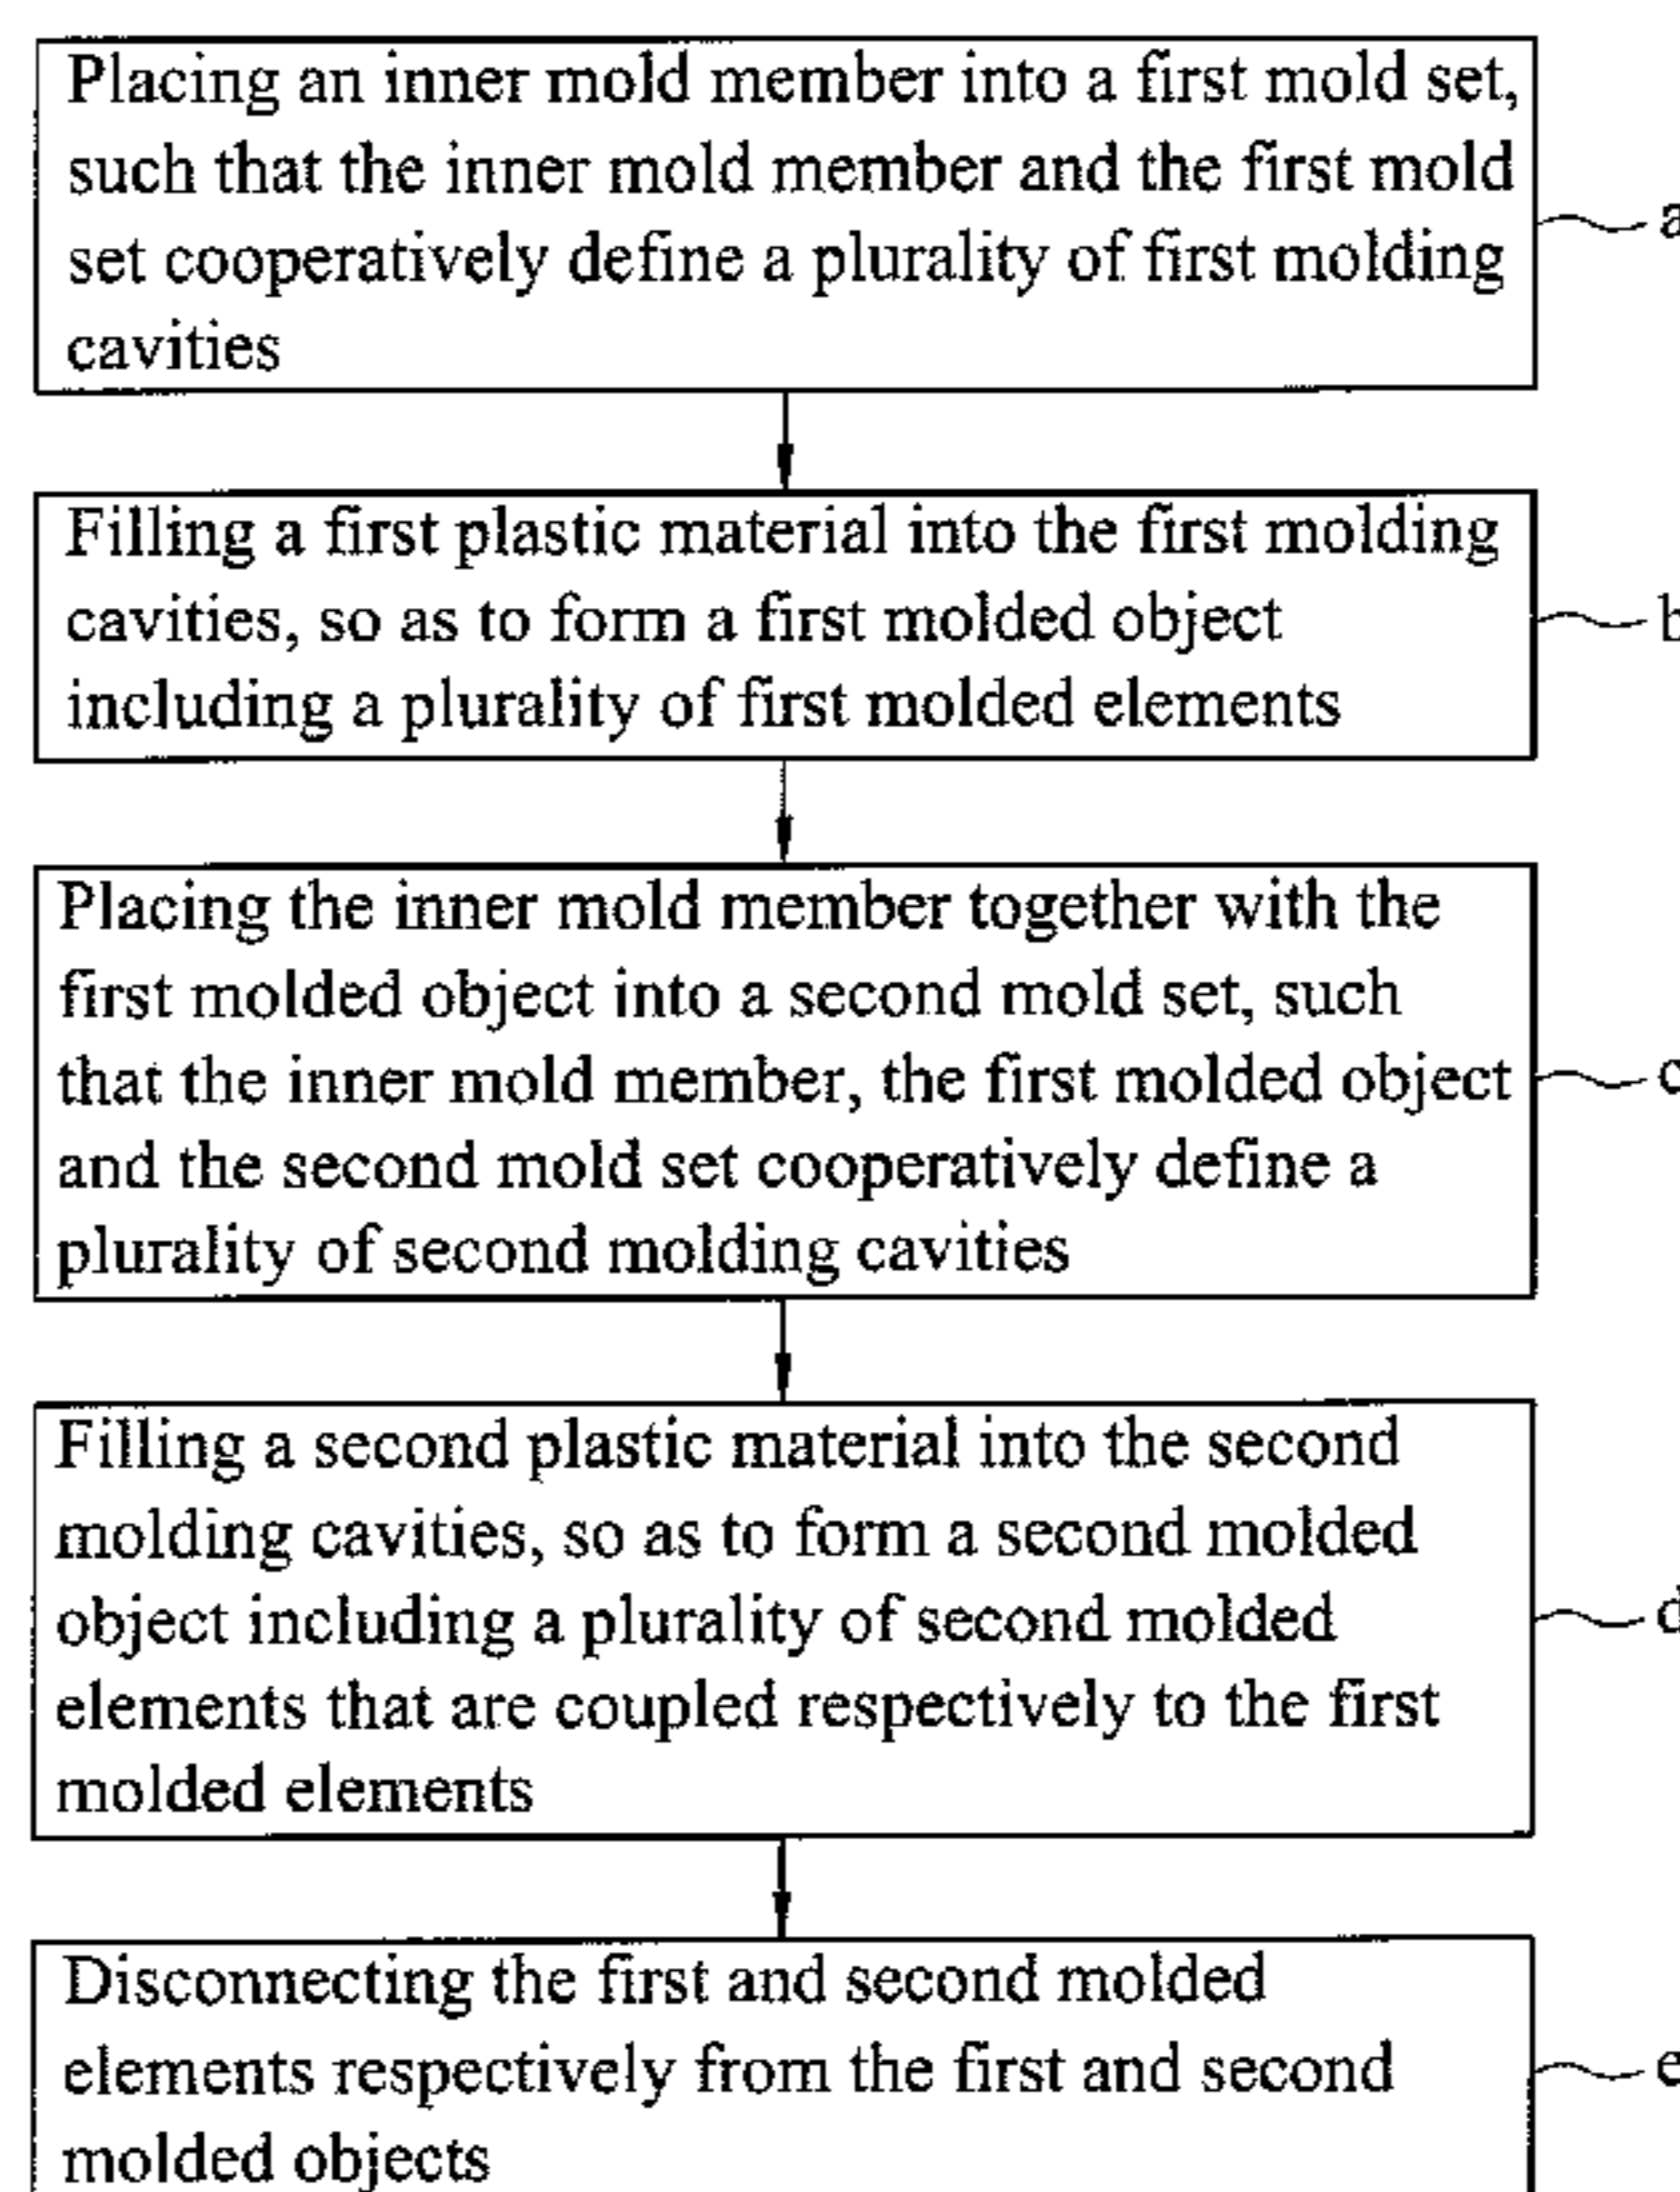 Placing an inner mold member into a first mold set,
such that the inner mold member and the first mold
set cooperatively define a plurality of first molding
cavities
a
Filling a first plastic material into the first molding
cavities, so as to form a first molded object
including a plurality of first molded elements
b
Placing the inner mold member together with the
first molded object into a second mold set, such
that the inner mold member, the first molded object
and the second mold set cooperatively define a
plurality of second molding cavities
c
Filling a second plastic material into the second
molding cavities, so as to form a second molded
object including a plurality of second molded
elements that are coupled respectively to the first
molded elements
d
Disconnecting the first and second molded
elements respectively from the first and second
molded objects
e